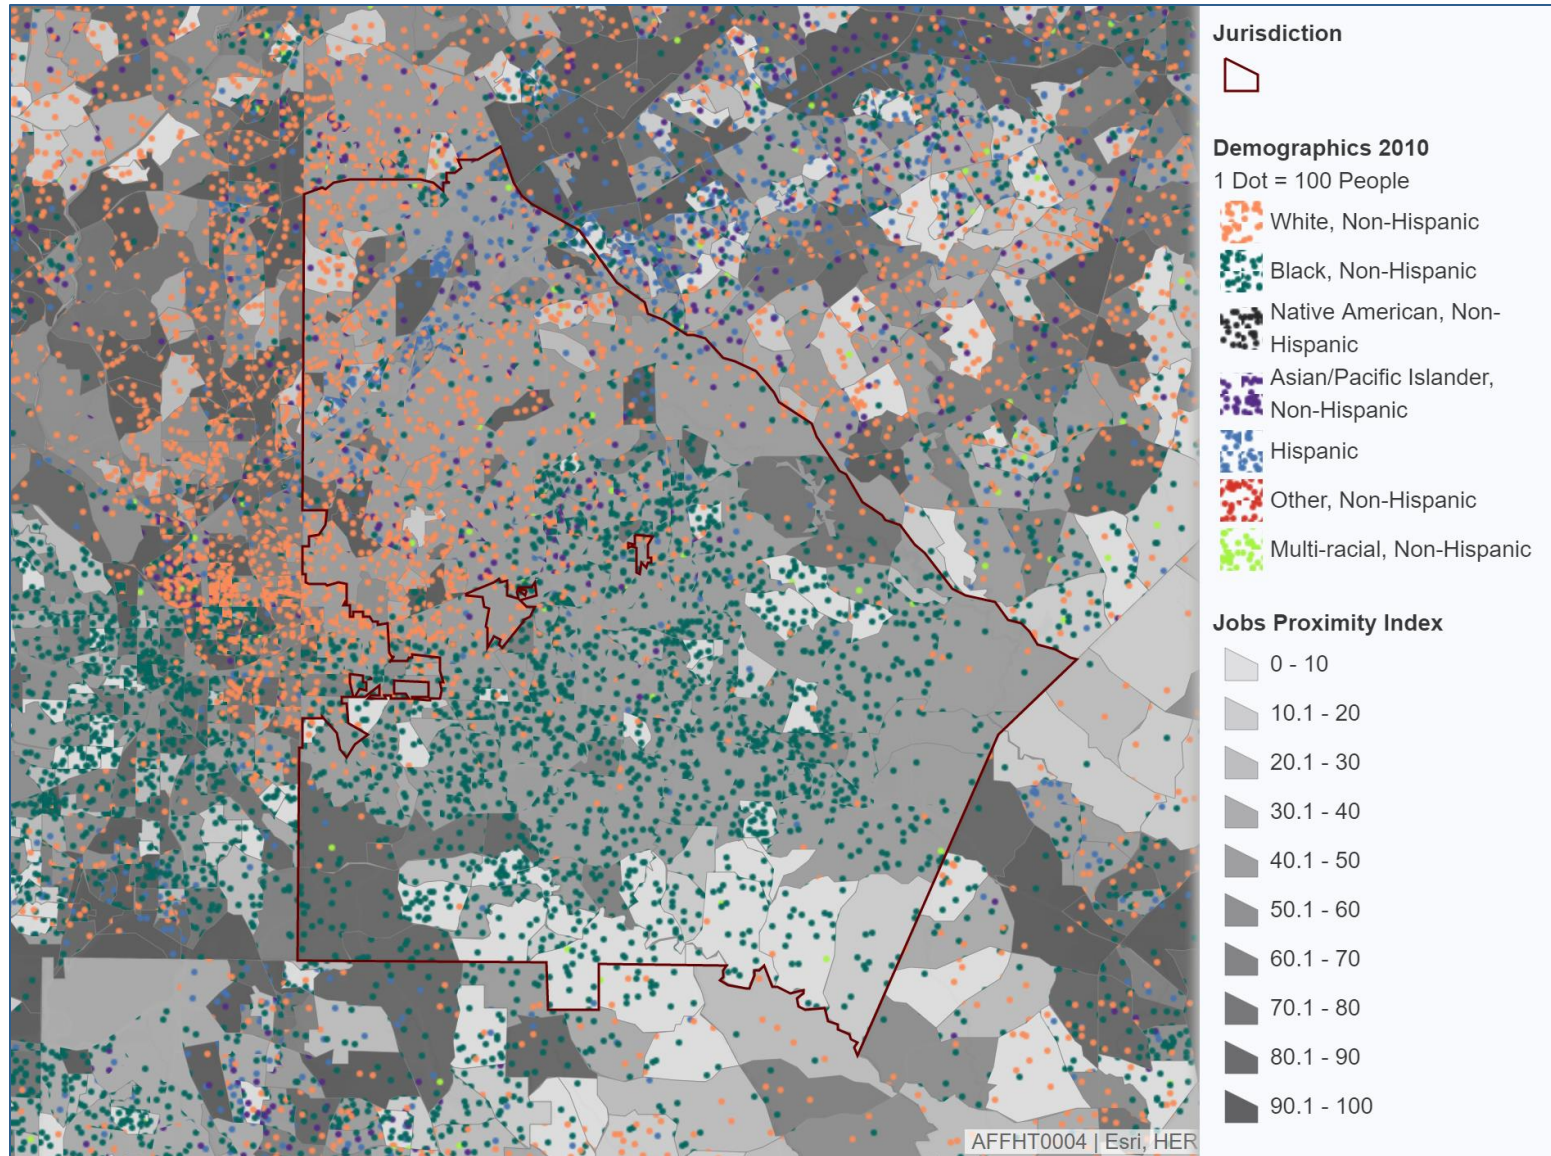 Jurisdiction
Demographics 2010
1 Dot = 100 People
White, Non-Hispanic
Black, Non-Hispanic
Native American, Non-
Hispanic
Asian/Pacific Islander,
Non-Hispanic
Hispanic
Other, Non-Hispanic
Multi-racial, Non-Hispanic
Jobs Proximity Index
0 - 10
10.1 - 20
20.1 - 30
30.1 - 40
40.1 - 50
50.1 - 60
60.1 - 70
70.1 - 80
80.1 - 90
90.1 - 100
AFFHT0004 | Esri, HER